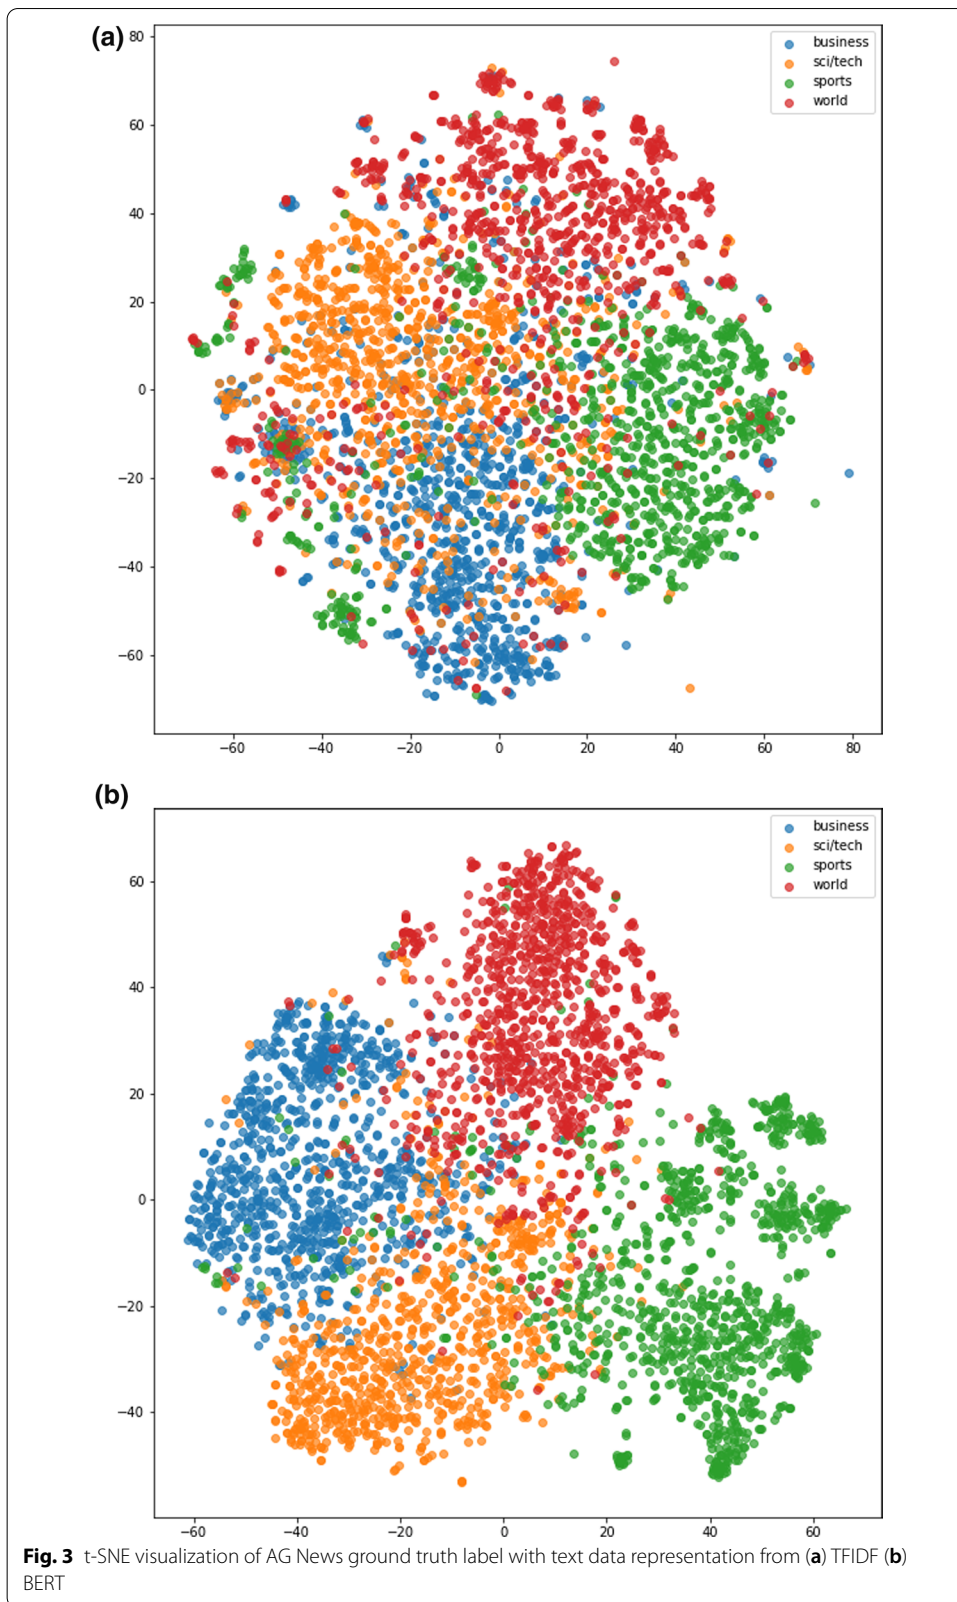 (a)
80
60
40
20
0
−20
−40
−60
−60 −40 −20 0 20 40 60 80
business
sci/tech
sports
world
(b)
60
40
20
0
−20
−40
−60 −40 −20 0 20 40 60
business
sci/tech
sports
world
Fig. 3 t-SNE visualization of AG News ground truth label with text data representation from (a) TFIDF (b)
BERT